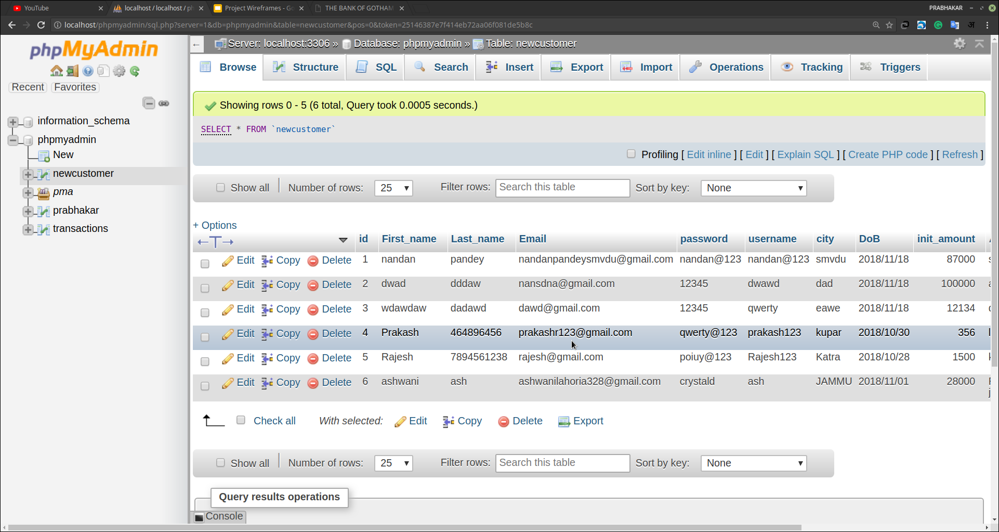 YouTube
localhost / localhost / ph
Project Wireframes - Go
THE BANK OF GOTHAM
PRABHAKAR
localhost/phpmyadmin/sql.php?server=1&db=phpmyadmin&table=newcustomer&pos=0&token=25146387e7f414eb72aa06f081de5b8c
अ
phpMyAdmin
Recent Favorites
information_schema
phpmyadmin
New
newcustomer
pma
prabhakar
transactions
Server: localhost:3306 » Database: phpmyadmin » Table: newcustomer
Browse Structure SQL Search Insert Export Import Operations Tracking Triggers
Showing rows 0 - 5 (6 total, Query took 0.0005 seconds.)
SELECT * FROM `newcustomer`
Profiling [ Edit inline ] [ Edit ] [ Explain SQL ] [ Create PHP code ] [ Refresh ]
Show all Number of rows: 25 Filter rows: Search this table Sort by key: None
+ Options
id First_name Last_name Email password username city DoB init_amount
Edit Copy Delete 1 nandan pandey nandanpandeysmvdu@gmail.com nandan@123 nandan@123 smvdu 2018/11/18 87000
Edit Copy Delete 2 dwad dddaw nansdna@gmail.com 12345 dwawd dad 2018/11/18 100000
Edit Copy Delete 3 wdawdaw dadawd dawd@gmail.com 12345 qwerty eawe 2018/11/18 12134
Edit Copy Delete 4 Prakash 464896456 prakashr123@gmail.com qwerty@123 prakash123 kupar 2018/10/30 356
Edit Copy Delete 5 Rajesh 7894561238 rajesh@gmail.com poiuy@123 Rajesh123 Katra 2018/10/28 1500
Edit Copy Delete 6 ashwani ash ashwanilahoria328@gmail.com crystald ash JAMMU 2018/11/01 28000
Check all With selected: Edit Copy Delete Export
Show all Number of rows: 25 Filter rows: Search this table Sort by key: None
Query results operations
Console